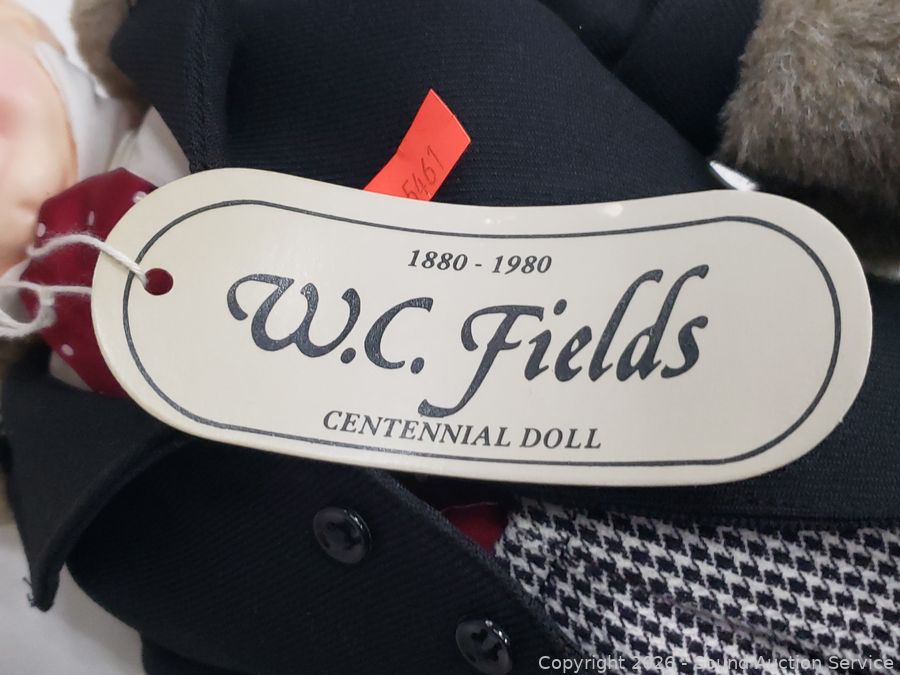 5461
1880 - 1980
W.C. Fields
CENTENNIAL DOLL
Copyright 2026 - Sound Auction Service